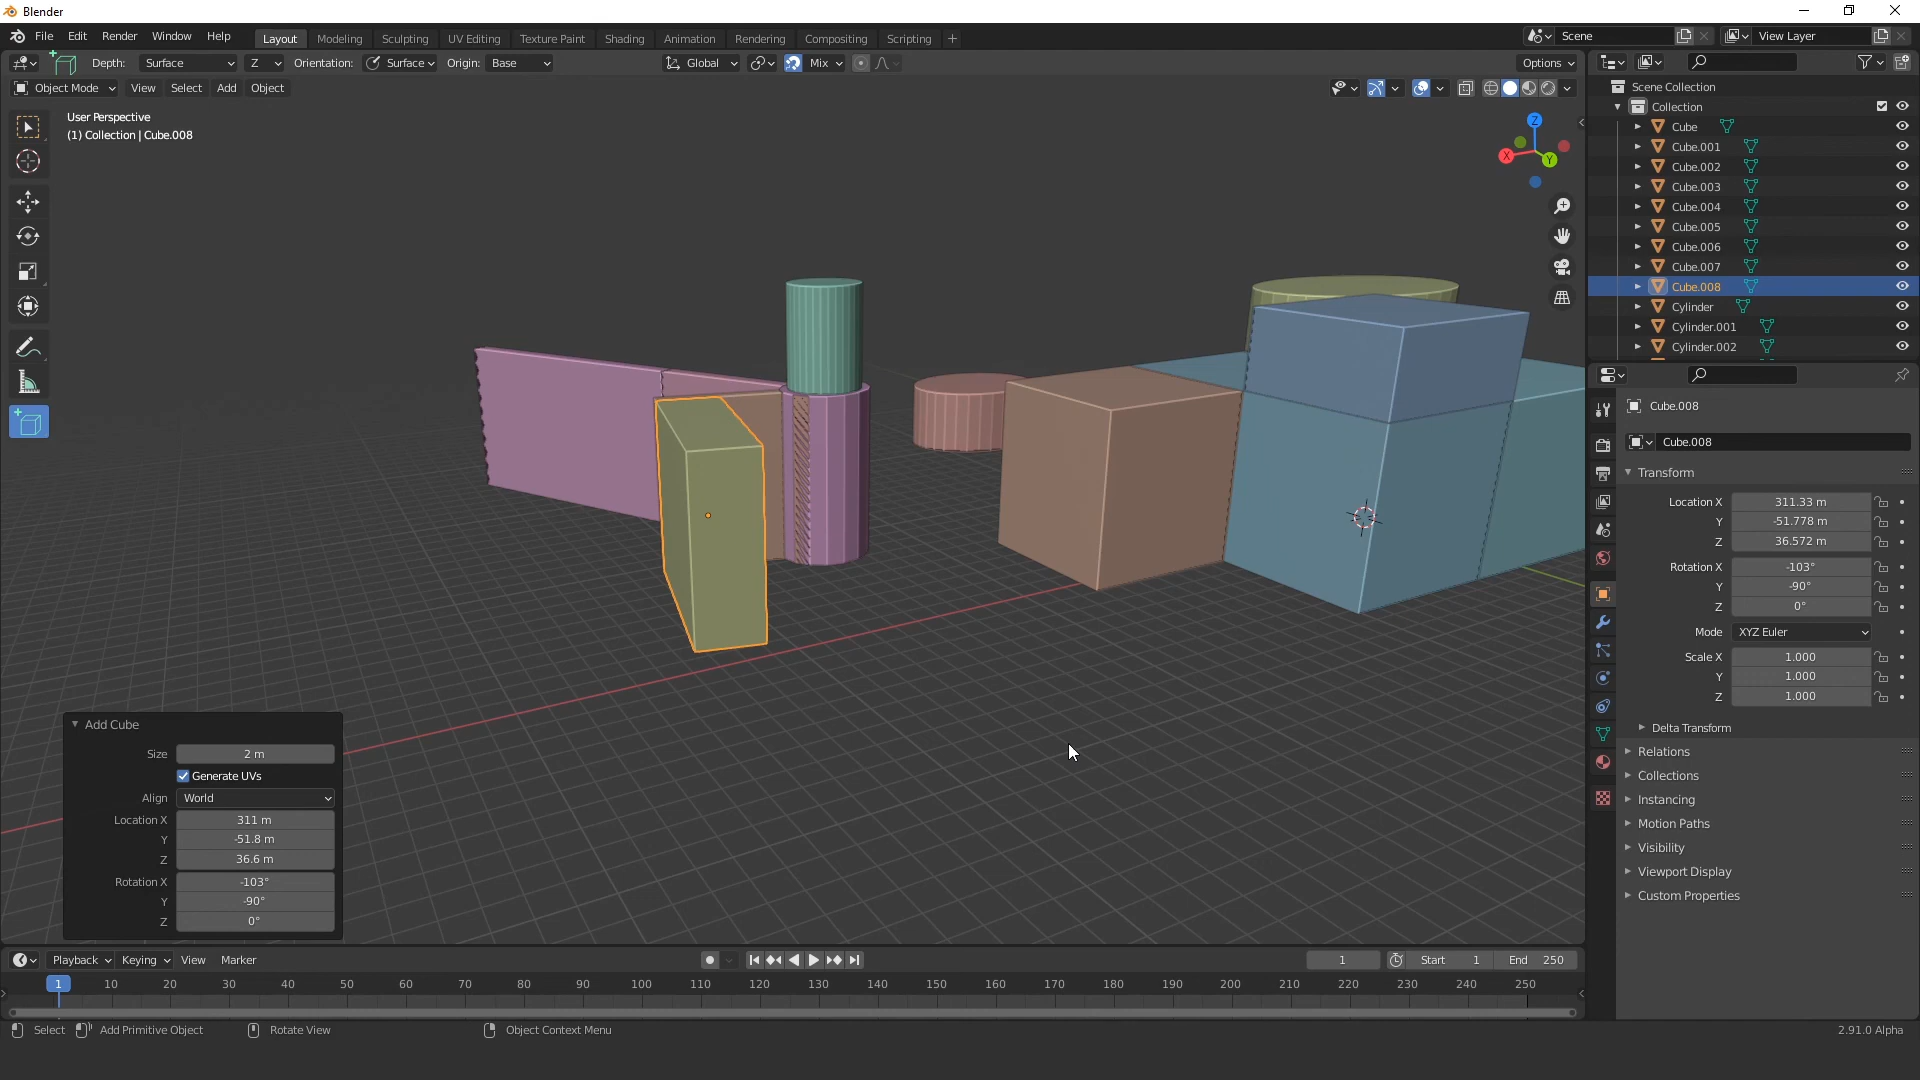 Blender
File Edit Render Window Help Layout Modeling Sculpting UV Editing Texture Paint Shading Animation Rendering Compositing Scripting + Scene View Layer
Depth: Surface Z Orientation: Surface Origin: Base Global Mix Options
Object Mode View Select Add Object
User Perspective
(1) Collection | Cube.008
Z
X
Y
Scene Collection
Collection
Cube
Cube.001
Cube.002
Cube.003
Cube.004
Cube.005
Cube.006
Cube.007
Cube.008
Cylinder
Cylinder.001
Cylinder.002
Cube.008
Cube.008
Transform
Location X 311.33 m
Y -51.778 m
Z 36.572 m
Rotation X -103°
Y -90°
Z 0°
Mode XYZ Euler
Scale X 1.000
Y 1.000
Z 1.000
Delta Transform
Relations
Collections
Instancing
Motion Paths
Visibility
Viewport Display
Custom Properties
Add Cube
Size 2 m
Generate UVs
Align World
Location X 311 m
Y -51.8 m
Z 36.6 m
Rotation X -103°
Y -90°
Z 0°
Playback Keying View Marker 1 Start 1 End 250
1 10 20 30 40 50 60 70 80 90 100 110 120 130 140 150 160 170 180 190 200 210 220 230 240 250
Select Add Primitive Object Rotate View Object Context Menu 2.91.0 Alpha